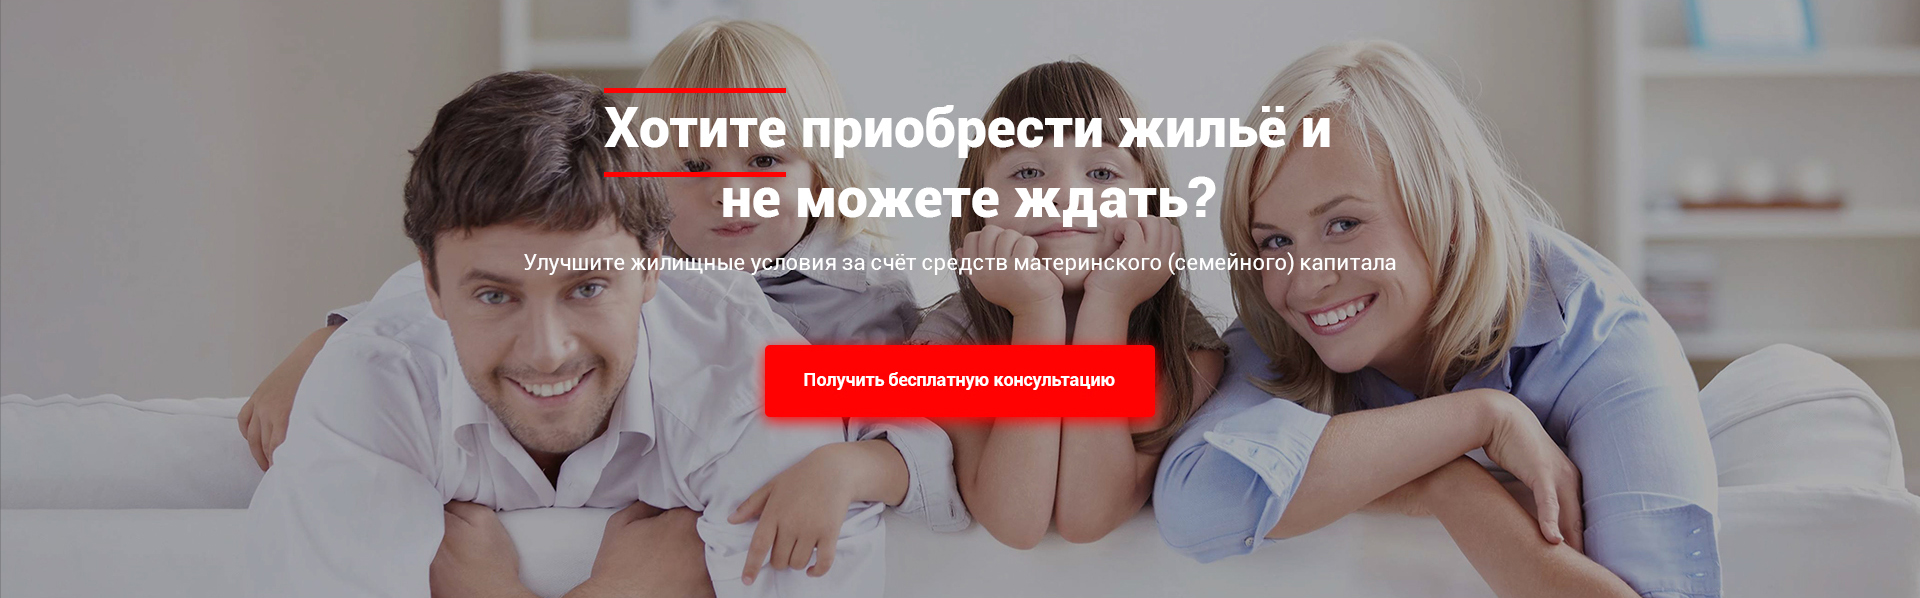 Хотите приобрести жильё и
не можете ждать?
Улучшите жилищные условия за счёт средств материнского (семейного) капитала
Получить бесплатную консультацию